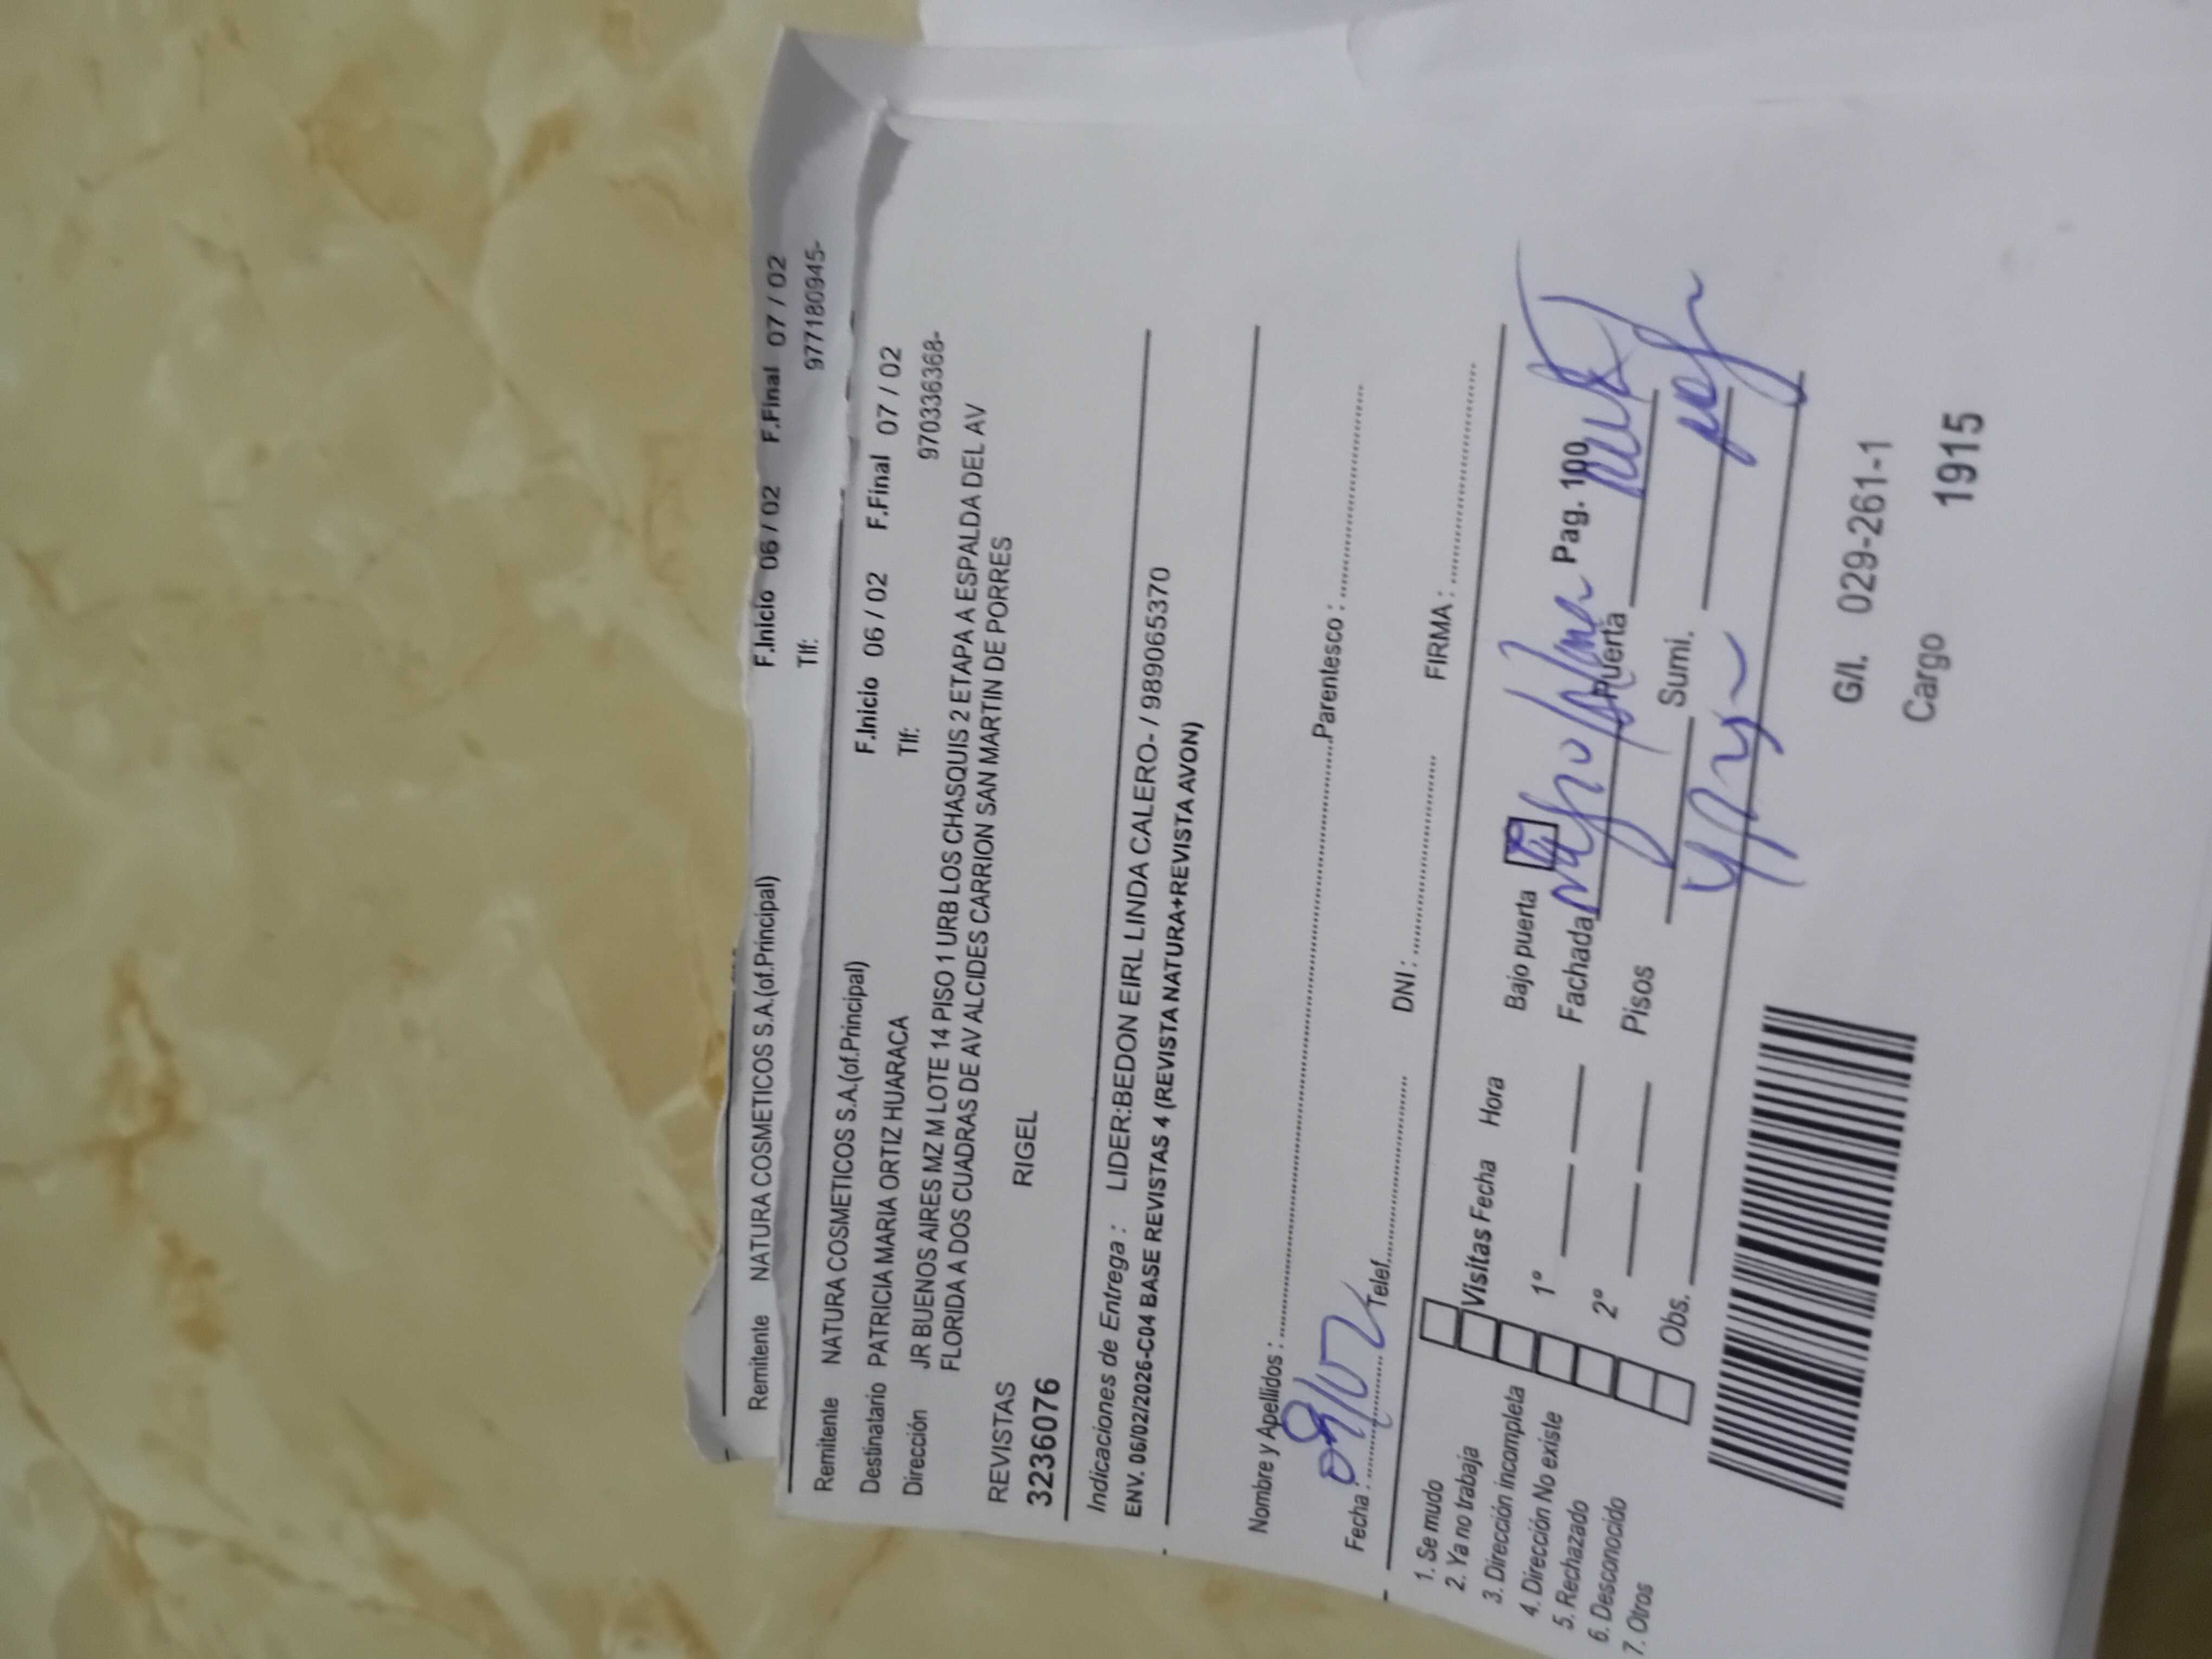 Remitente NATURA COSMETICOS S.A.(of.Principal) F.Inicio 06 / 02 F.Final 07 / 02
Tlf: 977180945-
Remitente NATURA COSMETICOS S.A.(of.Principal) F.Inicio 06 / 02 F.Final 07 / 02
Destinatario PATRICIA MARIA ORTIZ HUARACA Tlf: 970336368-
Dirección JR BUENOS AIRES MZ M LOTE 14 PISO 1 URB LOS CHASQUIS 2 ETAPA A ESPALDA DEL AV
FLORIDA A DOS CUADRAS DE AV ALCIDES CARRION SAN MARTIN DE PORRES
REVISTAS
3236076 RIGEL
Indicaciones de Entrega : LIDER:BEDON EIRL LINDA CALERO- / 989065370
ENV. 06/02/2026-C04 BASE REVISTAS 4 (REVISTA NATURA+REVISTA AVON)
Nombre y Apellidos : Parentesco :
Fecha : Telef. DNI : FIRMA :
1. Se mudo
2. Ya no trabaja
3. Dirección incompleta
4. Dirección No existe
5. Rechazado
6. Desconocido
7. Otros
Visitas Fecha Hora Bajo puerta
1° Fachada Puerta Pag. 100
2° Pisos Sumi.
Obs.
G/l. 029-261-1
Cargo 1915